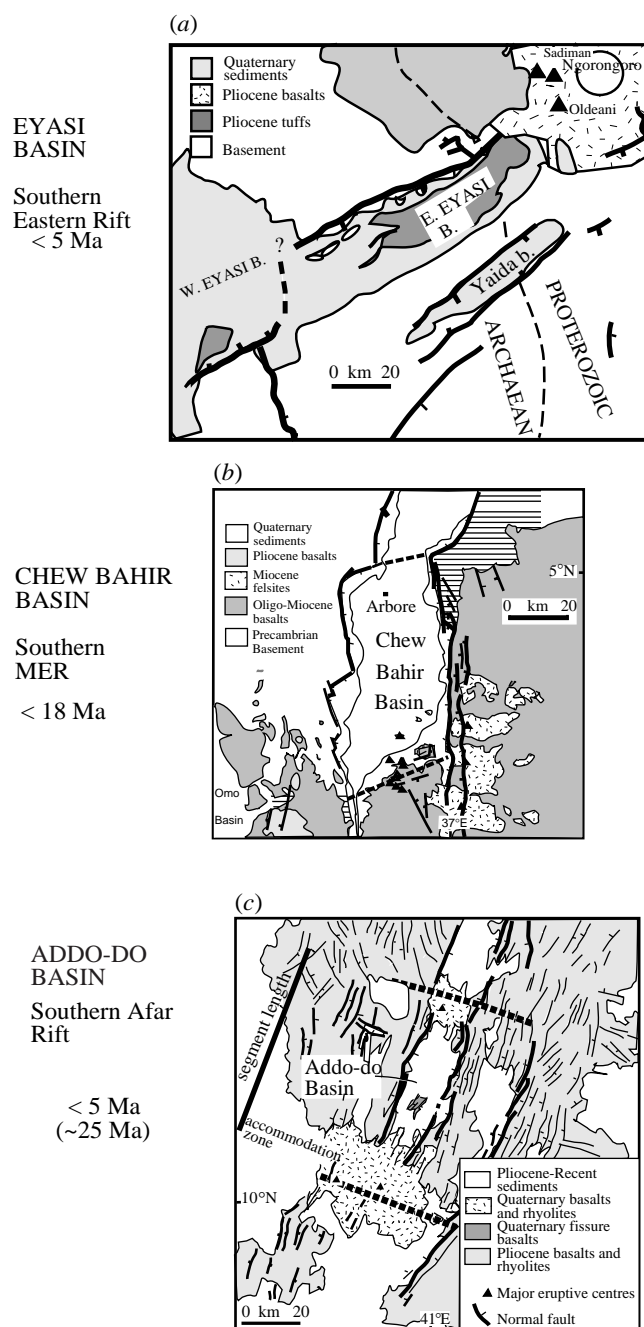 (a)
EYASI
BASIN
Southern
Eastern Rift
< 5 Ma
Quaternary
sediments
Pliocene basalts
Pliocene tuffs
Basement
Sadiman
Ngorongoro
Oldeani
E. EYASI
B.
?
W. EYASI B.
Yaida b.
ARCHAEAN
PROTEROZOIC
0 km 20
(b)
CHEW BAHIR
BASIN
Southern
MER
< 18 Ma
Quaternary
sediments
Pliocene basalts
Miocene
felsites
Oligo-Miocene
basalts
Precambrian
Basement
5°N
0 km 20
Arbore
Chew
Bahir
Basin
Omo
Basin
37°E
(c)
ADDO-DO
BASIN
Southern Afar
Rift
< 5 Ma
(~25 Ma)
segment length
Addo-do
Basin
accommodation
zone
10°N
0 km 20
41°E
Pliocene-Recent
sediments
Quaternary basalts
and rhyolites
Quaternary fissure
basalts
Pliocene basalts and
rhyolites
Major eruptive centres
Normal fault